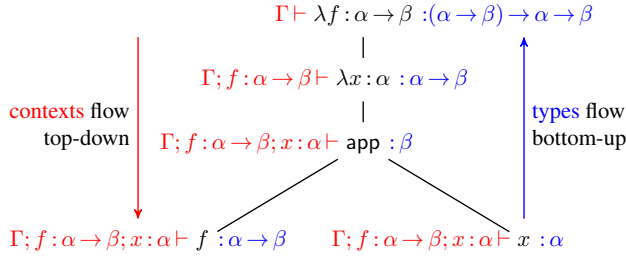 Γ ⊢ λf : α → β :(α → β) → α → β
Γ; f : α → β ⊢ λx : α : α → β
contexts flow
top-down
types flow
bottom-up
Γ; f : α → β; x : α ⊢ app : β
Γ; f : α → β; x : α ⊢ f : α → β
Γ; f : α → β; x : α ⊢ x : α